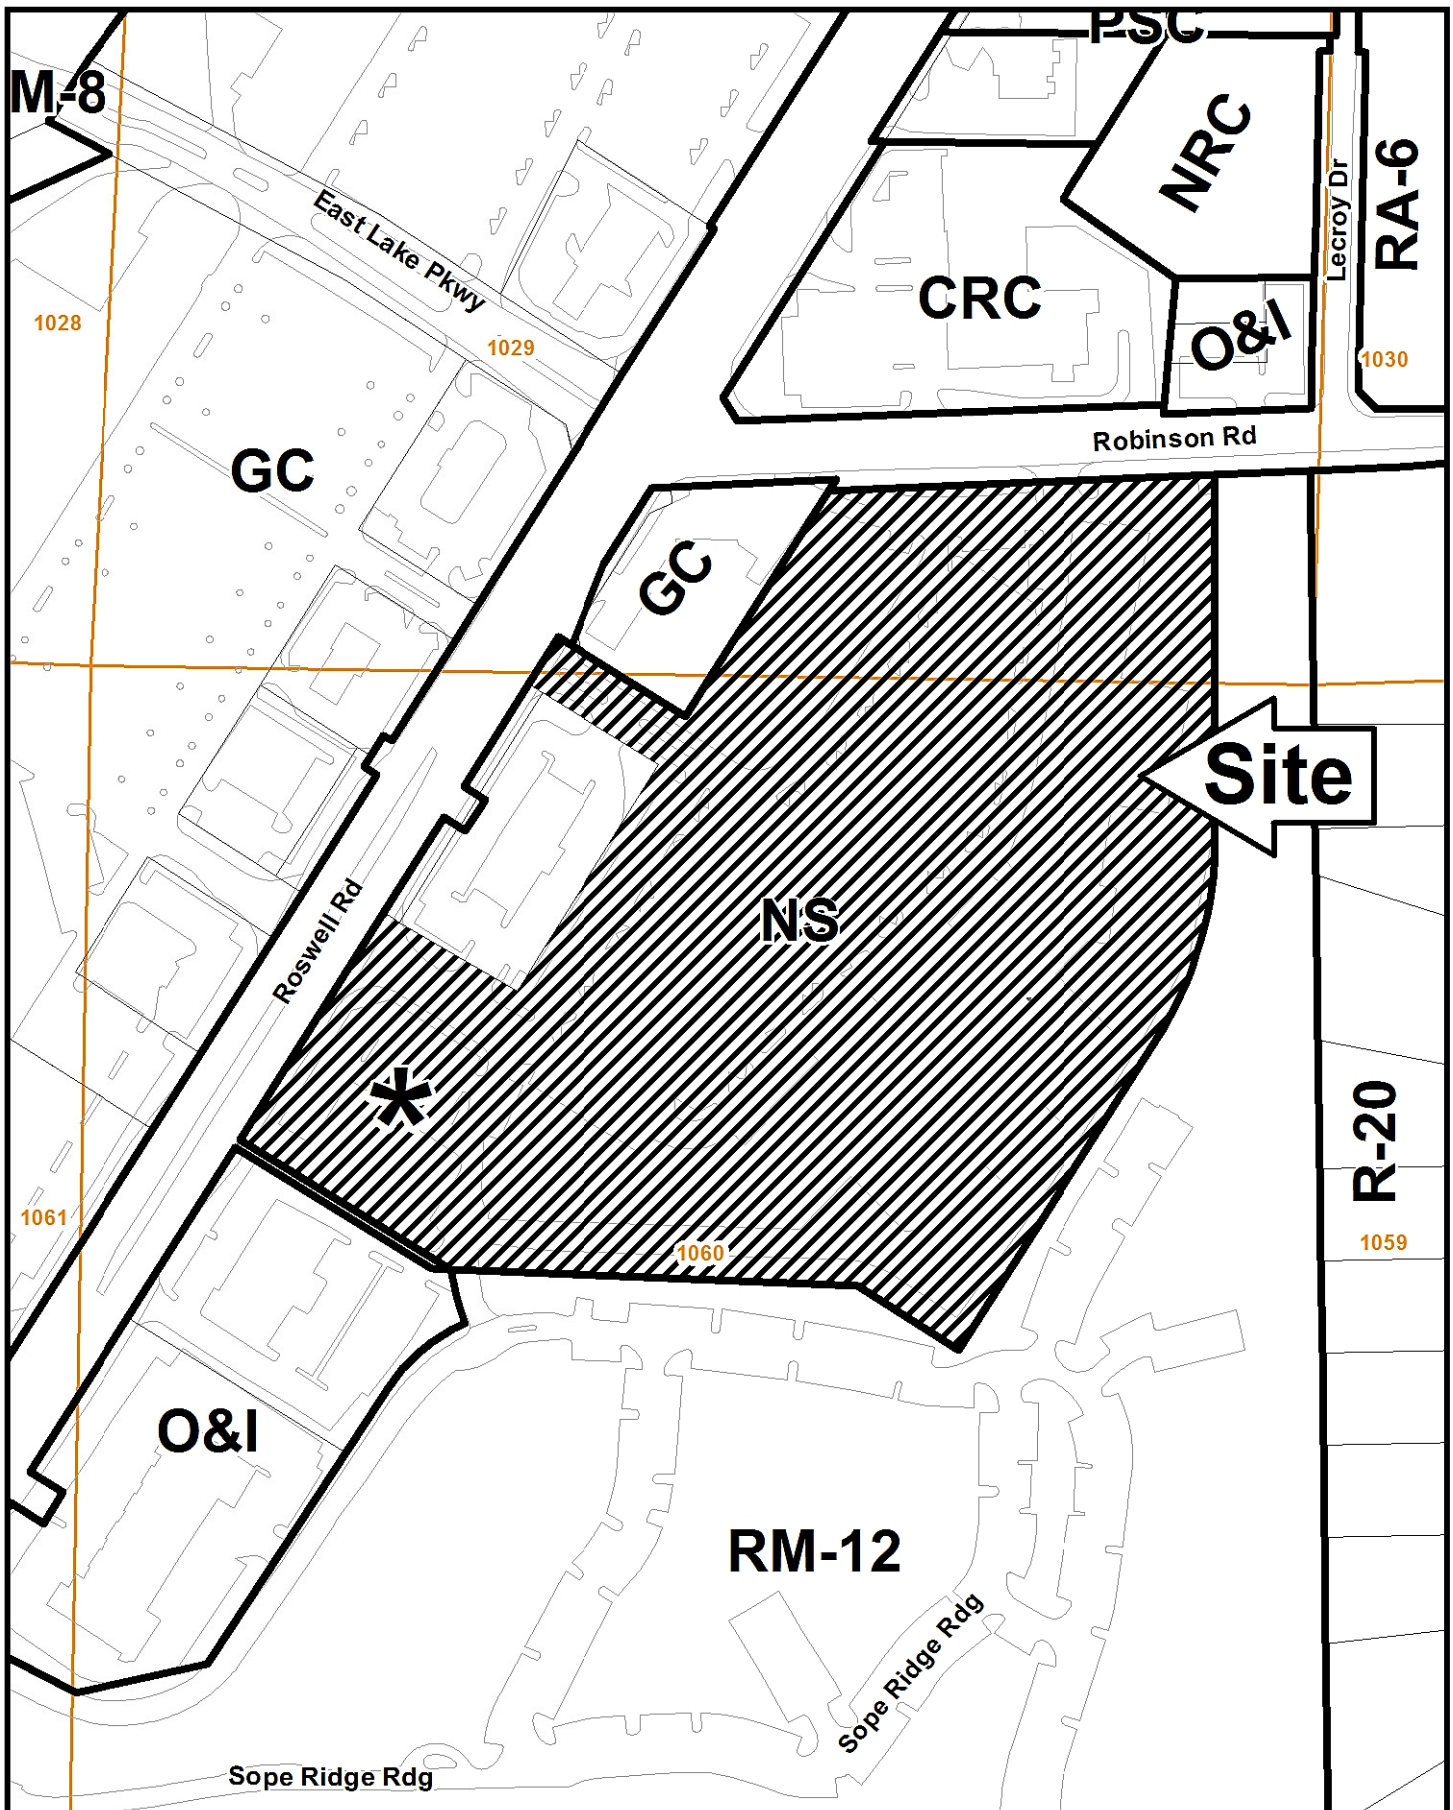 PSC
M-8
NRC
Lecroy Dr
RA-6
East Lake Pkwy
CRC
1028
1029
O&I
1030
Robinson Rd
GC
GC
Site
NS
Roswell Rd
*
R-20
1061
1060
1059
O&I
RM-12
Sope Ridge Rdg
Sope Ridge Rdg